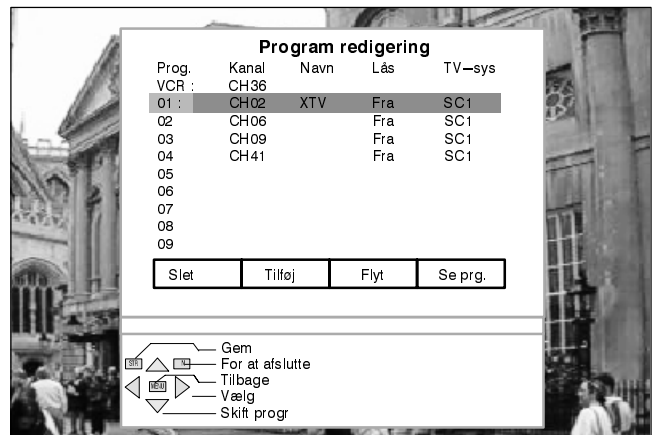 Program redigering
Prog. Kanal Navn Lås TV–sys
VCR : CH36
01 : CH02 XTV Fra SC1
02 CH06 Fra SC1
03 CH09 Fra SC1
04 CH41 Fra SC1
05
06
07
08
09
Slet Tilføj Flyt Se prg.
Gem
STR N For at afslutte
MENU Tilbage
Vælg
Skift progr